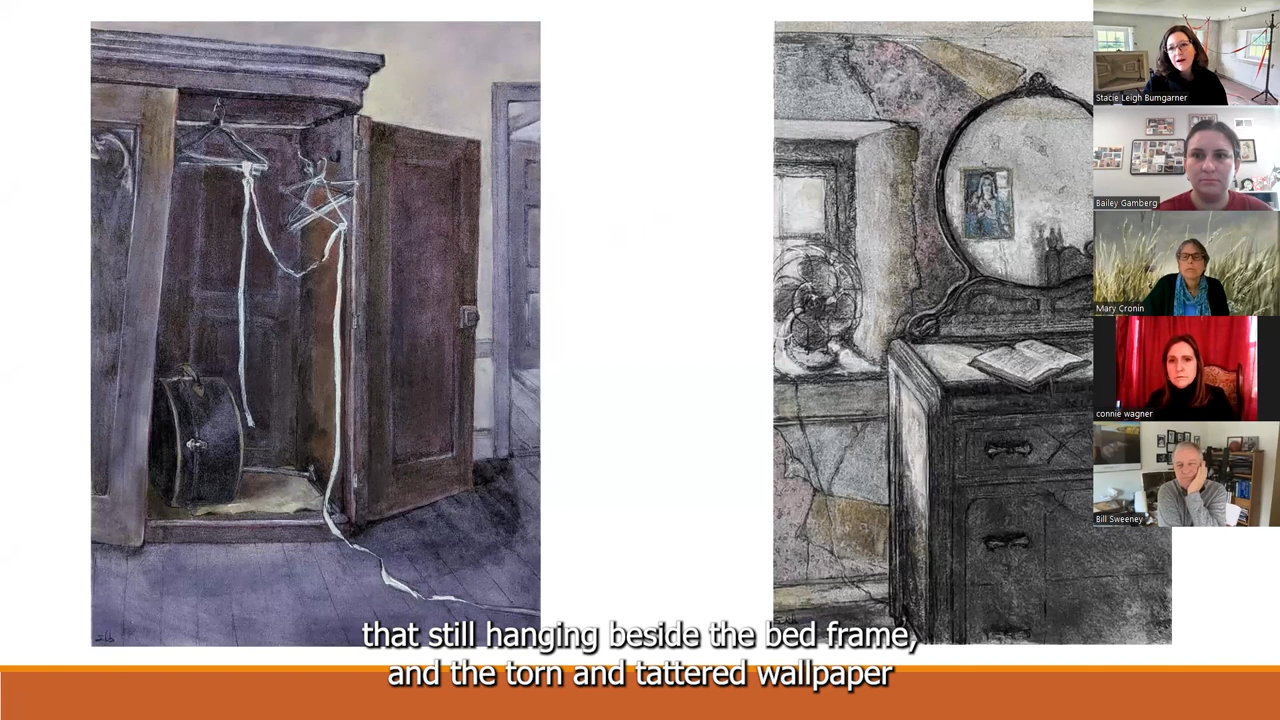 Stacie Leigh Bumgarner
Bailey Gamberg
Mary Cronin
connie wagner
Bill Sweeney
that still hanging beside the bed frame,
and the torn and tattered wallpaper